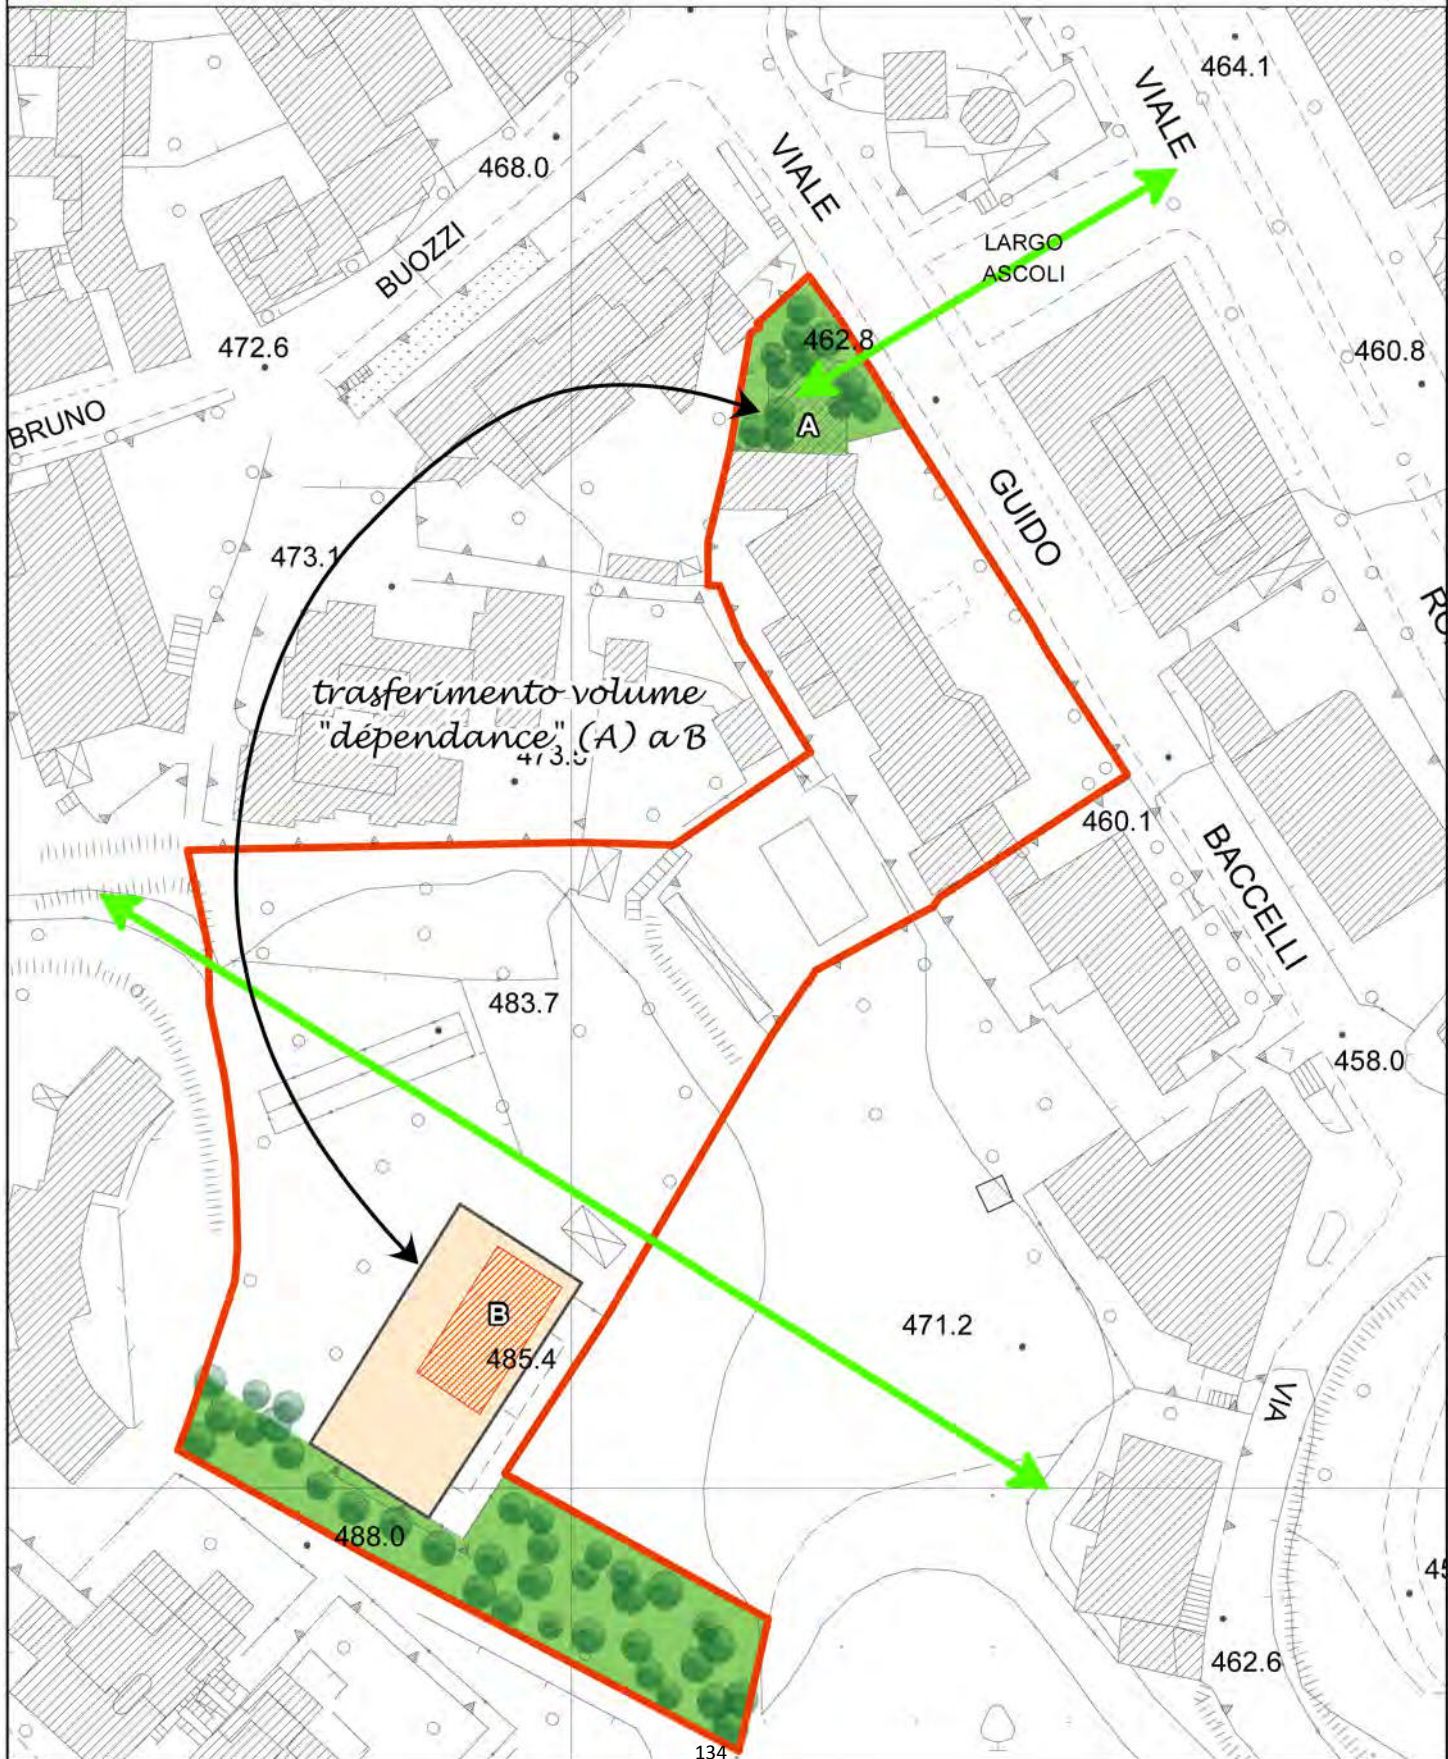 464.1
VIALE
468.0
VIALE
LARGO
ASCOLI
BUOZZI
472.6
462.8
460.8
BRUNO
A
GUIDO
473.1
trasferimento volume
"dépendance" (A) a B
460.1
BACCELLI
483.7
458.0
B
471.2
485.4
VIA
488.0
462.6
134